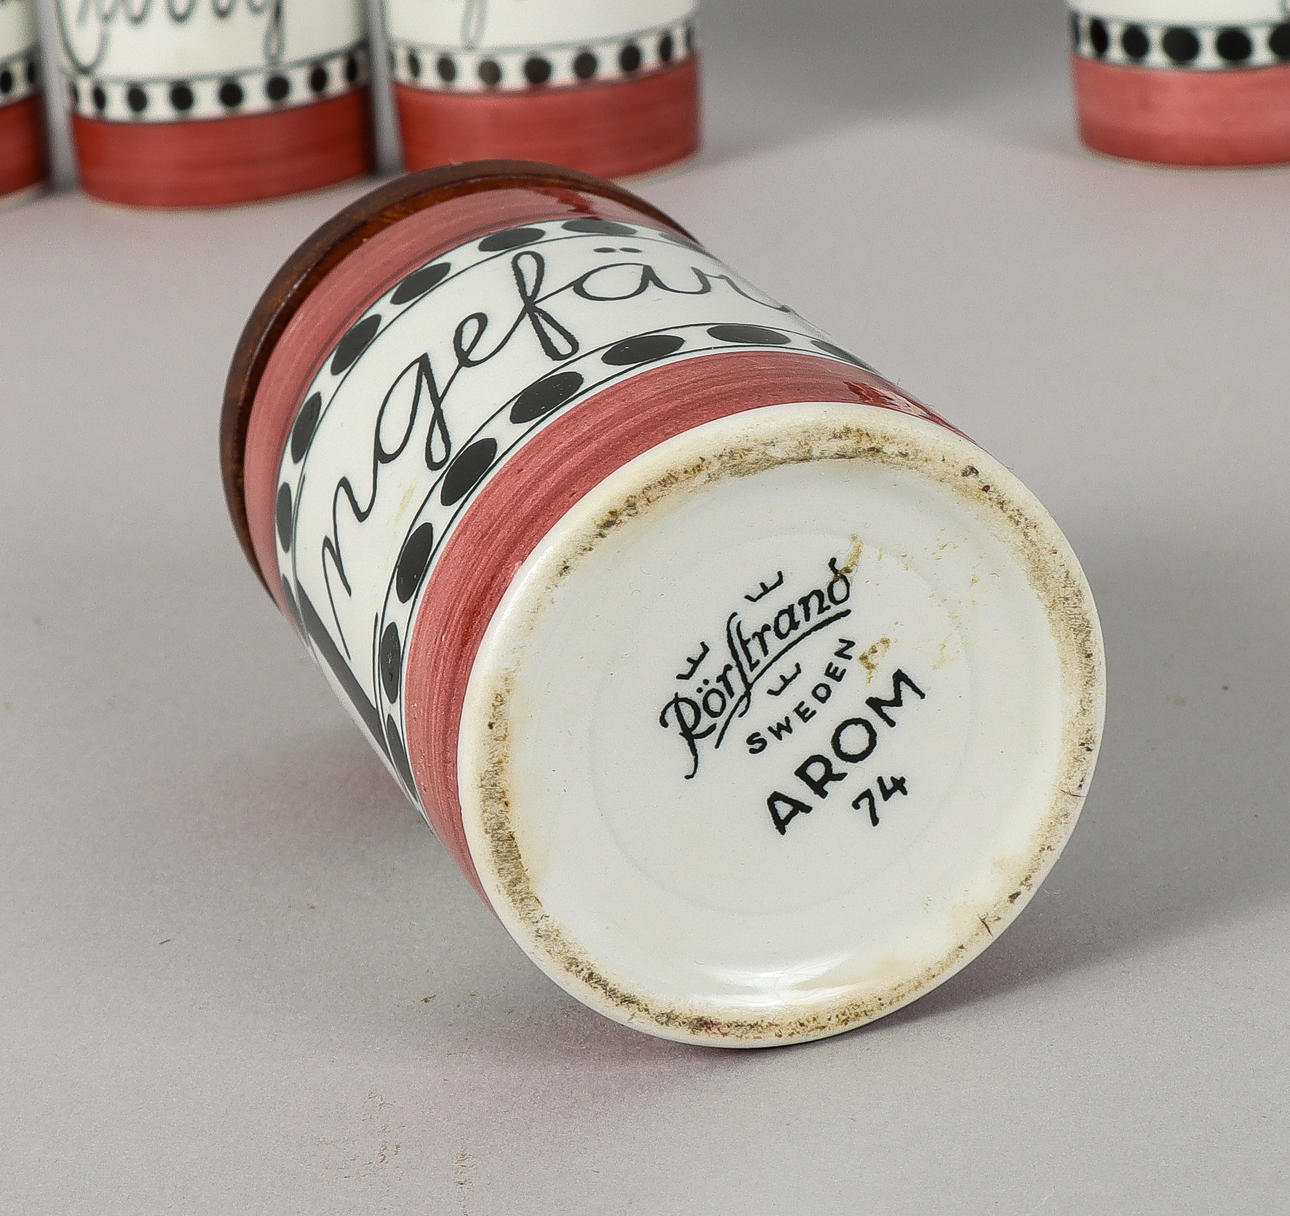 ngefär
Rörstrand
SWEDEN
AROM
74